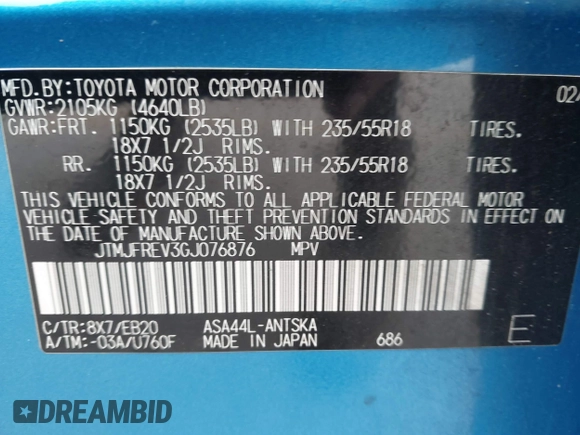 MFD.BY:TOYOTA MOTOR CORPORATION 02/
GVWR:2105KG (4640LB)
GAWR:FRT. 1150KG (2535LB) WITH 235/55R18 TIRES.
18X7 1/2J RIMS.
RR. 1150KG (2535LB) WITH 235/55R18 TIRES.
18X7 1/2J RIMS.
THIS VEHICLE CONFORMS TO ALL APPLICABLE FEDERAL MOTOR
VEHICLE SAFETY AND THEFT PREVENTION STANDARDS IN EFFECT ON
THE DATE OF MANUFACTURE SHOWN ABOVE.
JTMJFREV3GJ076876 MPV
C/TR:8X7/EB20 ASA44L-ANTSKA
A/TM:-03A/U760F MADE IN JAPAN 686 E
DREAMBID